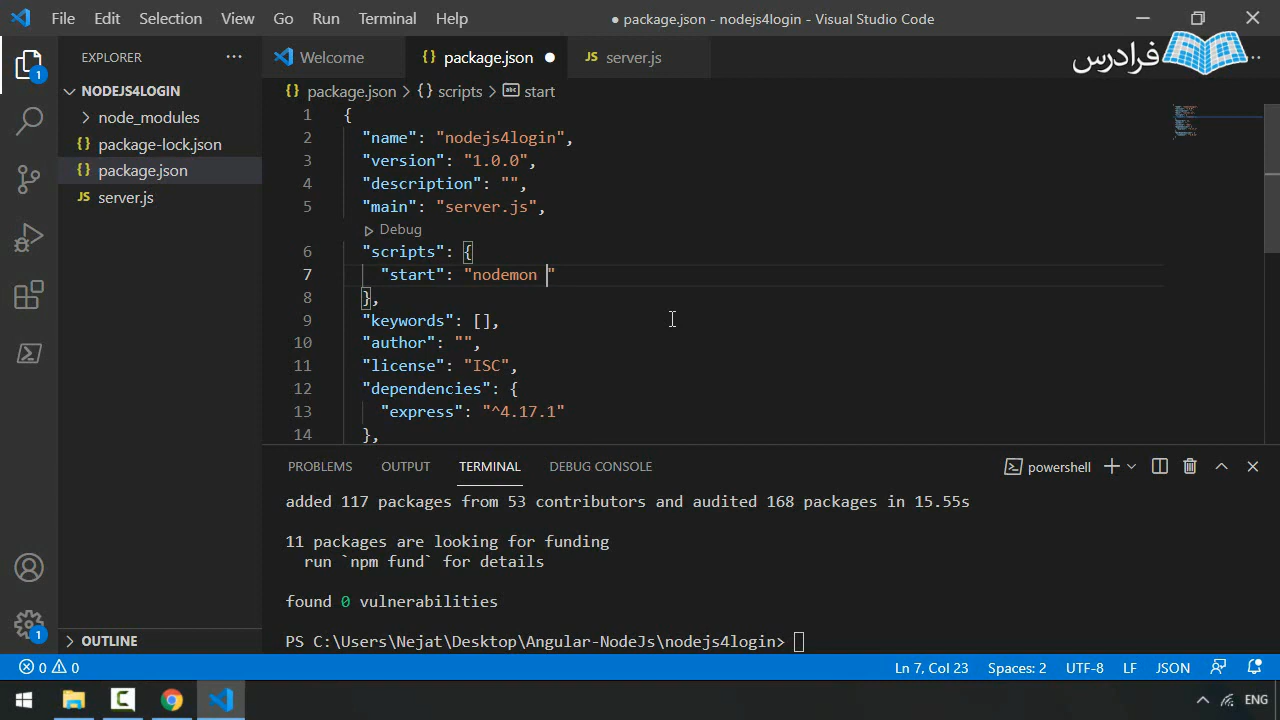 File Edit Selection View Go Run Terminal Help
● package.json - nodejs4login - Visual Studio Code
فرادرس
EXPLORER
NODEJS4LOGIN
node_modules
package-lock.json
package.json
server.js
OUTLINE
Welcome
{} package.json ●
JS server.js
{} package.json > {} scripts > abc start
1 {
2 "name": "nodejs4login",
3 "version": "1.0.0",
4 "description": "",
5 "main": "server.js",
Debug
6 "scripts": {
7 "start": "nodemon "
8 },
9 "keywords": [],
10 "author": "",
11 "license": "ISC",
12 "dependencies": {
13 "express": "^4.17.1"
14 },
PROBLEMS OUTPUT TERMINAL DEBUG CONSOLE
powershell
added 117 packages from 53 contributors and audited 168 packages in 15.55s
11 packages are looking for funding
run `npm fund` for details
found 0 vulnerabilities
PS C:\Users\Nejat\Desktop\Angular-NodeJs\nodejs4login>
1
1
0 0
Ln 7, Col 23 Spaces: 2 UTF-8 LF JSON
ENG